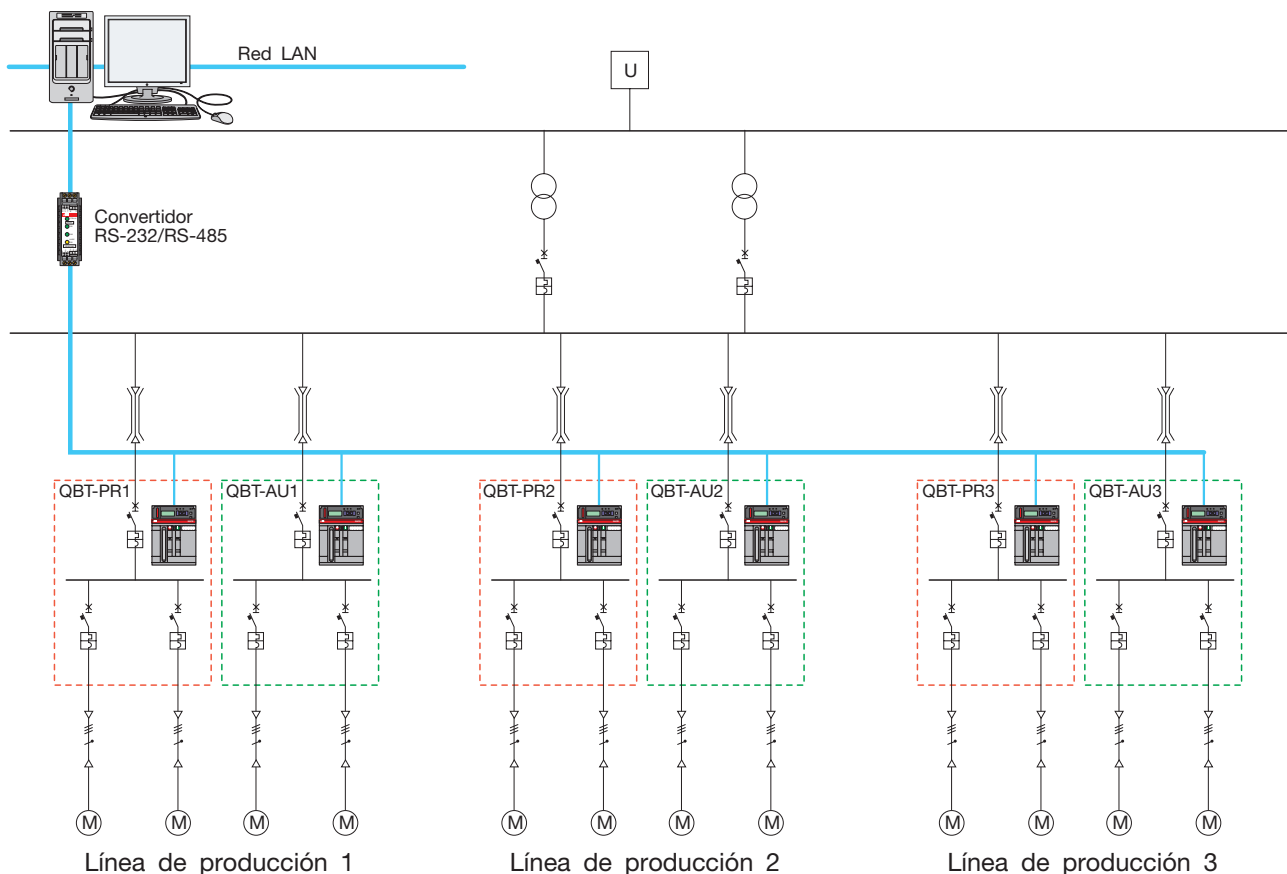 Red LAN
U
Convertidor
RS-232/RS-485
QBT-PR1
QBT-AU1
QBT-PR2
QBT-AU2
QBT-PR3
QBT-AU3
M M M M M M M M M M M M
Línea de producción 1
Línea de producción 2
Línea de producción 3